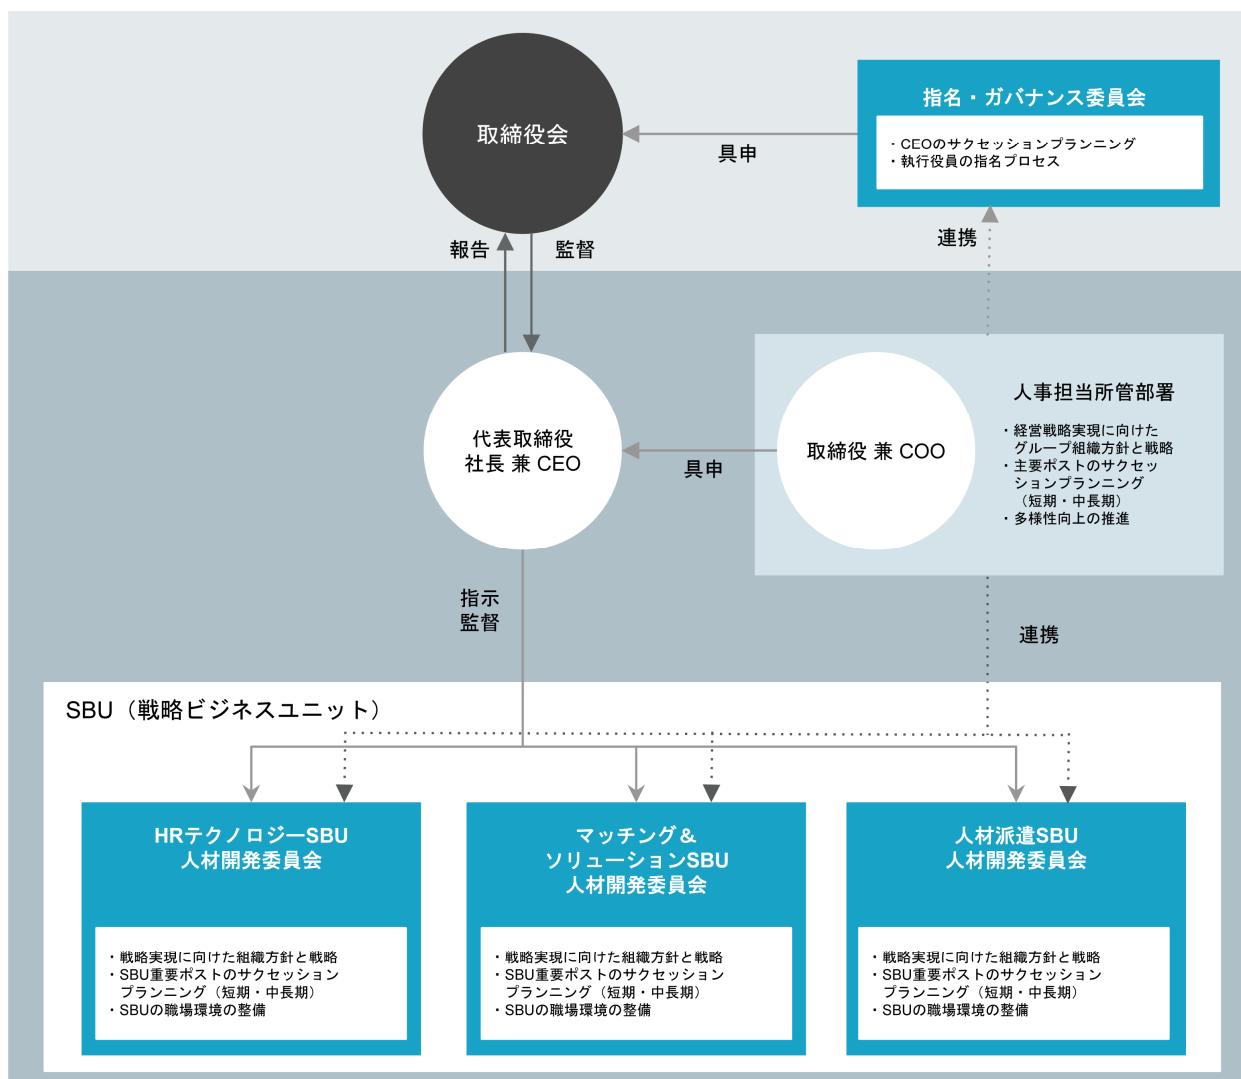 取締役会
指名・ガバナンス委員会
・CEOのサクセッションプランニング
・執行役員の指名プロセス
具申
連携
報告
監督
代表取締役
社長 兼 CEO
具申
取締役 兼 COO
人事担当所管部署
・経営戦略実現に向けた
グループ組織方針と戦略
・主要ポストのサクセッ
ションプランニング
（短期・中長期）
・多様性向上の推進
指示
監督
連携
SBU（戦略ビジネスユニット）
HRテクノロジーSBU
人材開発委員会
・戦略実現に向けた組織方針と戦略
・SBU重要ポストのサクセッション
プランニング（短期・中長期）
・SBUの職場環境の整備
マッチング＆
ソリューションSBU
人材開発委員会
・戦略実現に向けた組織方針と戦略
・SBU重要ポストのサクセッション
プランニング（短期・中長期）
・SBUの職場環境の整備
人材派遣SBU
人材開発委員会
・戦略実現に向けた組織方針と戦略
・SBU重要ポストのサクセッション
プランニング（短期・中長期）
・SBUの職場環境の整備